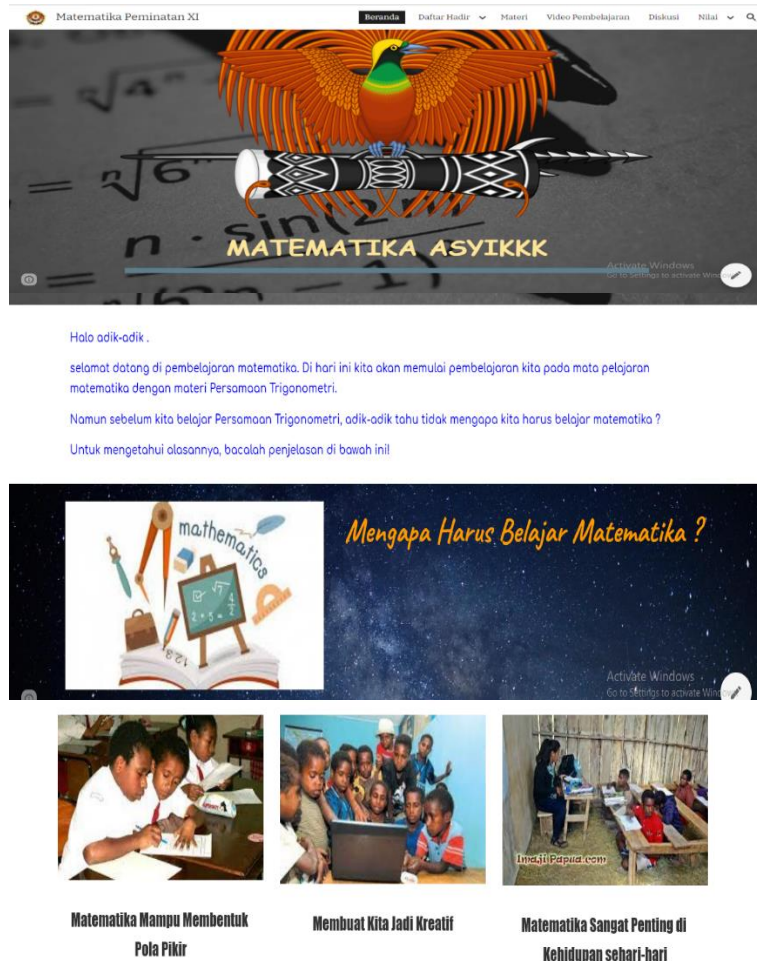 Matematika Peminatan XI
Beranda Daftar Hadir Materi Video Pembelajaran Diskusi Nilai
MATEMATIKA ASYIKKK
Activate Windows
Go to Settings to activate Win
Halo adik-adik .
selamat datang di pembelajaran matematika. Di hari ini kita akan memulai pembelajaran kita pada mata pelajaran
matematika dengan materi Persamaan Trigonometri.
Namun sebelum kita belajar Persamaan Trigonometri, adik-adik tahu tidak mengapa kita harus belajar matematika ?
Untuk mengetahui alasannya, bacalah penjelasan di bawah ini!
mathematics
Mengapa Harus Belajar Matematika ?
123
Activate Windows
Go to Settings to activate Win
Imaji Papua.com
Matematika Mampu Membentuk
Pola Pikir
Membuat Kita Jadi Kreatif
Matematika Sangat Penting di
Kehidupan sehari-hari